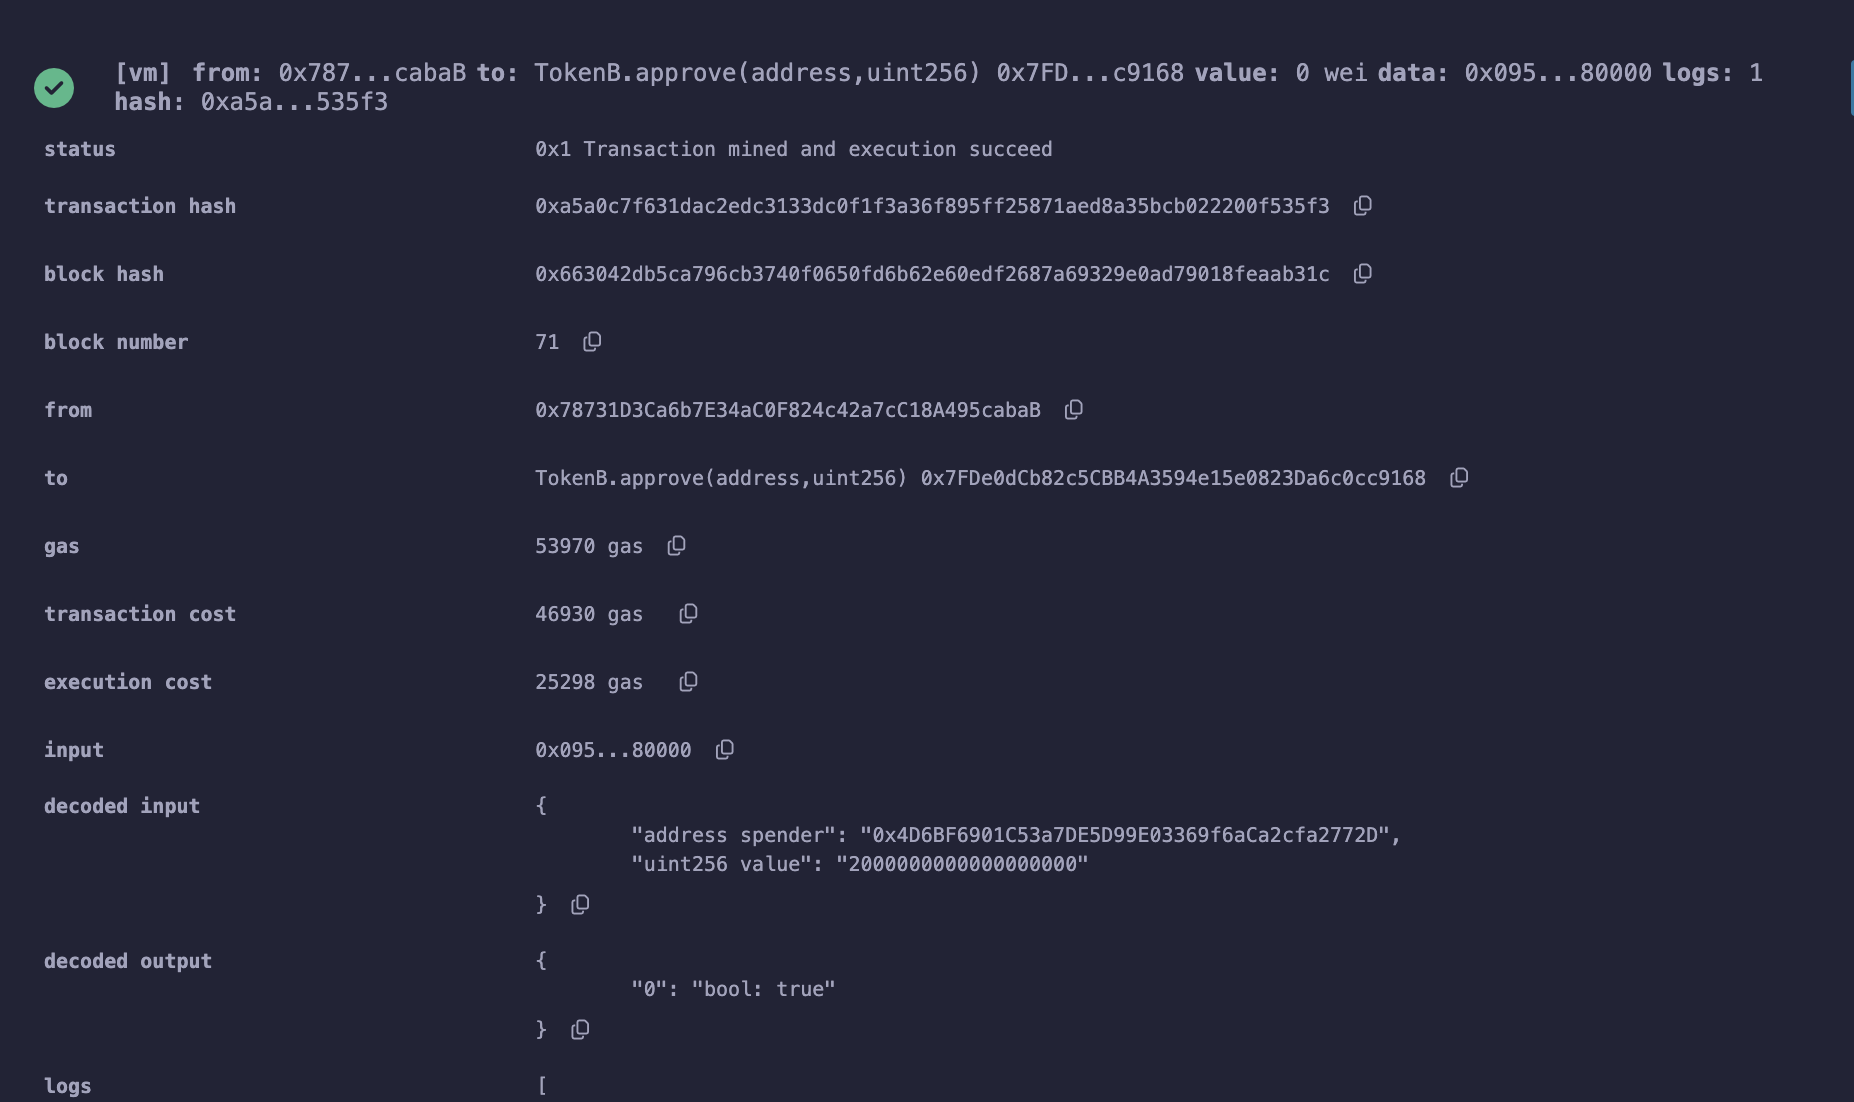 [vm] from: 0x787...cabaB to: TokenB.approve(address,uint256) 0x7FD...c9168 value: 0 wei data: 0x095...80000 logs: 1
hash: 0xa5a...535f3
status 0x1 Transaction mined and execution succeed
transaction hash 0xa5a0c7f631dac2edc3133dc0f1f3a36f895ff25871aed8a35bcb022200f535f3
block hash 0x663042db5ca796cb3740f0650fd6b62e60edf2687a69329e0ad79018feaab31c
block number 71
from 0x78731D3Ca6b7E34aC0F824c42a7cC18A495cabaB
to TokenB.approve(address,uint256) 0x7FDe0dCb82c5CBB4A3594e15e0823Da6c0cc9168
gas 53970 gas
transaction cost 46930 gas
execution cost 25298 gas
input 0x095...80000
decoded input {
"address spender": "0x4D6BF6901C53a7DE5D99E03369f6aCa2cfa2772D",
"uint256 value": "2000000000000000000"
}
decoded output {
"0": "bool: true"
}
logs [